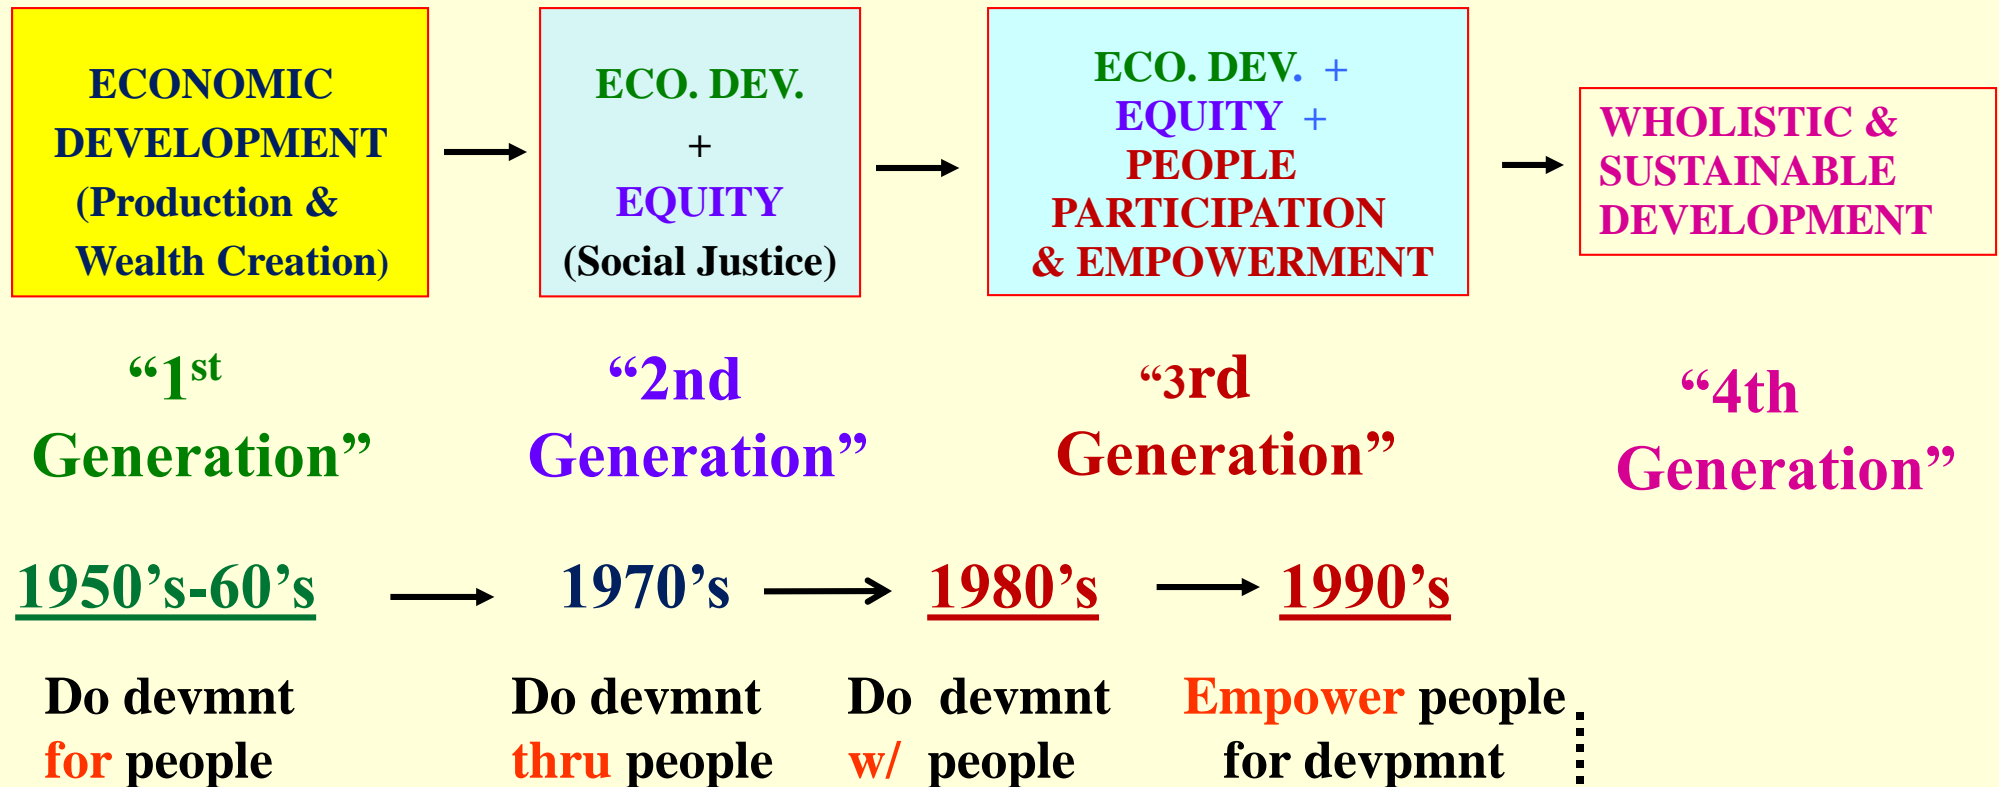 ECONOMIC
DEVELOPMENT
(Production &
Wealth Creation)
ECO. DEV.
+
EQUITY
(Social Justice)
ECO. DEV. +
EQUITY +
PEOPLE
PARTICIPATION
& EMPOWERMENT
WHOLISTIC &
SUSTAINABLE
DEVELOPMENT
“1st
Generation”
“2nd
Generation”
“3rd
Generation”
“4th
Generation”
1950’s-60’s
1970’s
1980’s
1990’s
Do devmnt
for people
Do devmnt
thru people
Do devmnt
w/ people
Empower people
for devpmnt